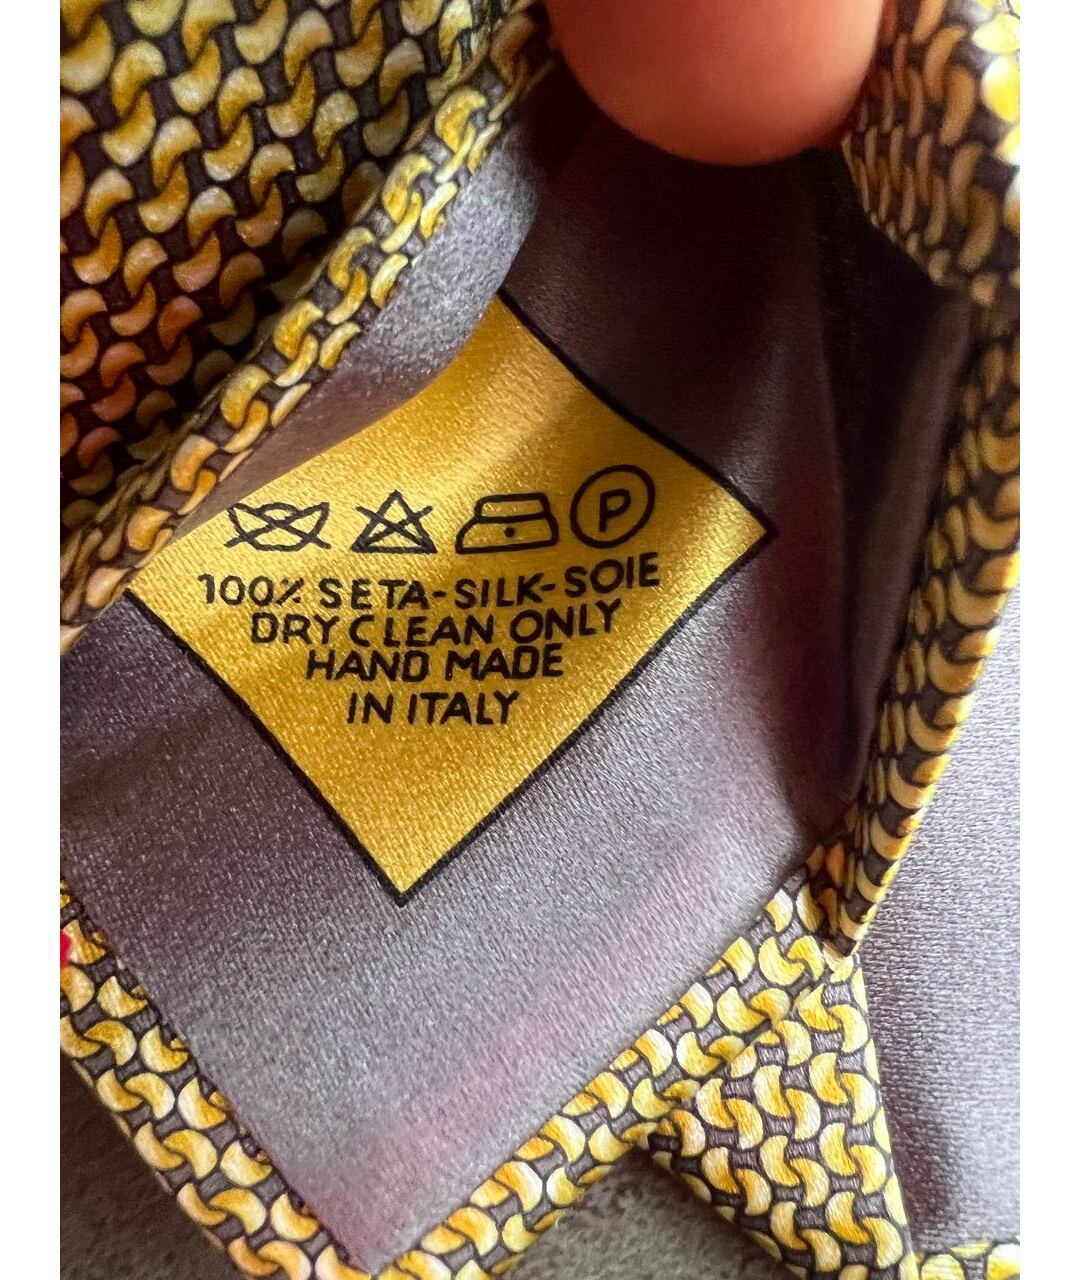 P
100% SETA-SILK-SOIE
DRY CLEAN ONLY
HAND MADE
IN ITALY